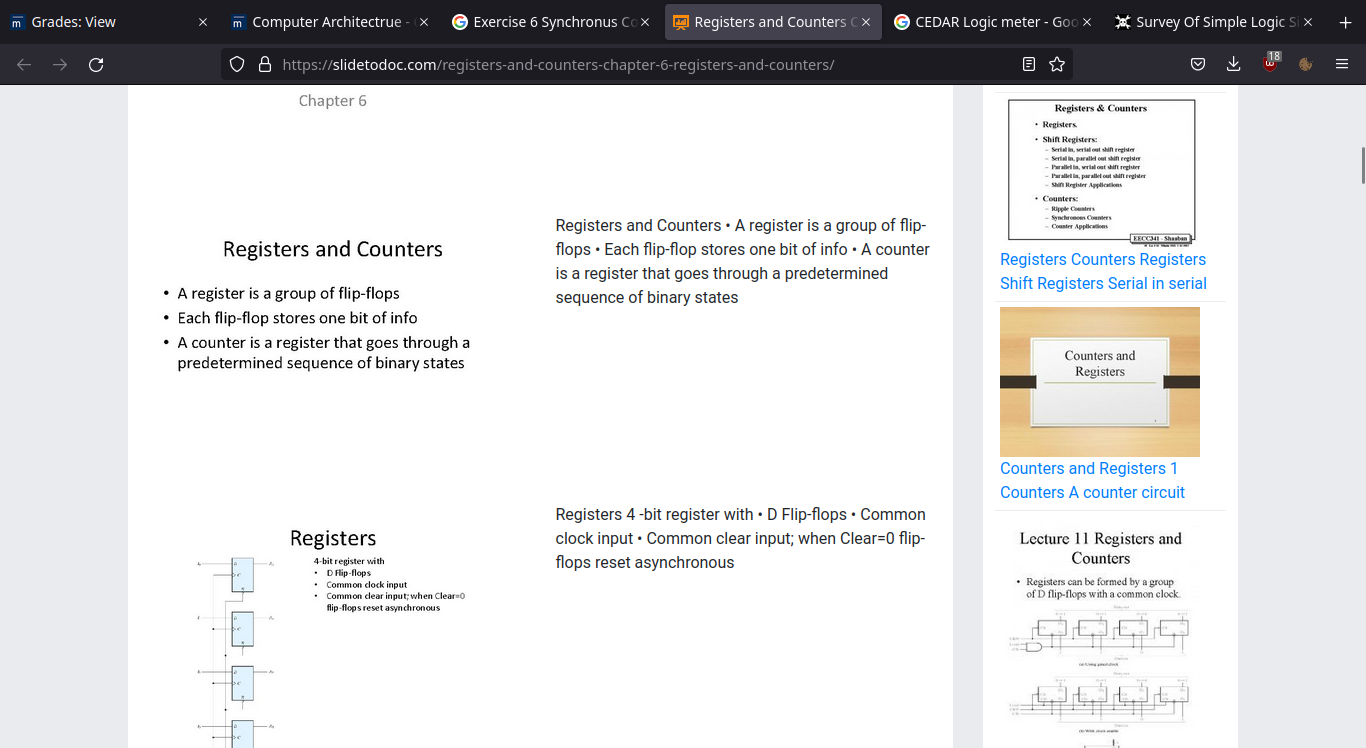 Grades: View
Computer Architectrue -
Exercise 6 Synchronus Co
Registers and Counters C
CEDAR Logic meter - Goo
Survey Of Simple Logic Si
https://slidetodoc.com/registers-and-counters-chapter-6-registers-and-counters/
18
Chapter 6
Registers and Counters
• A register is a group of flip-flops
• Each flip-flop stores one bit of info
• A counter is a register that goes through a
predetermined sequence of binary states
Registers and Counters • A register is a group of flip-
flops • Each flip-flop stores one bit of info • A counter
is a register that goes through a predetermined
sequence of binary states
Registers
4-bit register with
• D Flip-flops
• Common clock input
• Common clear input; when Clear=0
flip-flops reset asynchronously
Registers 4 -bit register with • D Flip-flops • Common
clock input • Common clear input; when Clear=0 flip-
flops reset asynchronously
Registers & Counters
• Registers.
• Shift Registers:
– Serial in, serial out shift register
– Serial in, parallel out shift register
– Parallel in, serial out shift register
– Parallel in, parallel out shift register
– Shift Register Applications
• Counters:
– Ripple Counters
– Synchronous Counters
– Counter Applications
EECC341 - Shaaban
Registers Counters Registers
Shift Registers Serial in serial
Counters and
Registers
Counters and Registers 1
Counters A counter circuit
Lecture 11 Registers and
Counters
• Registers can be formed by a group
of D flip-flops with a common clock.